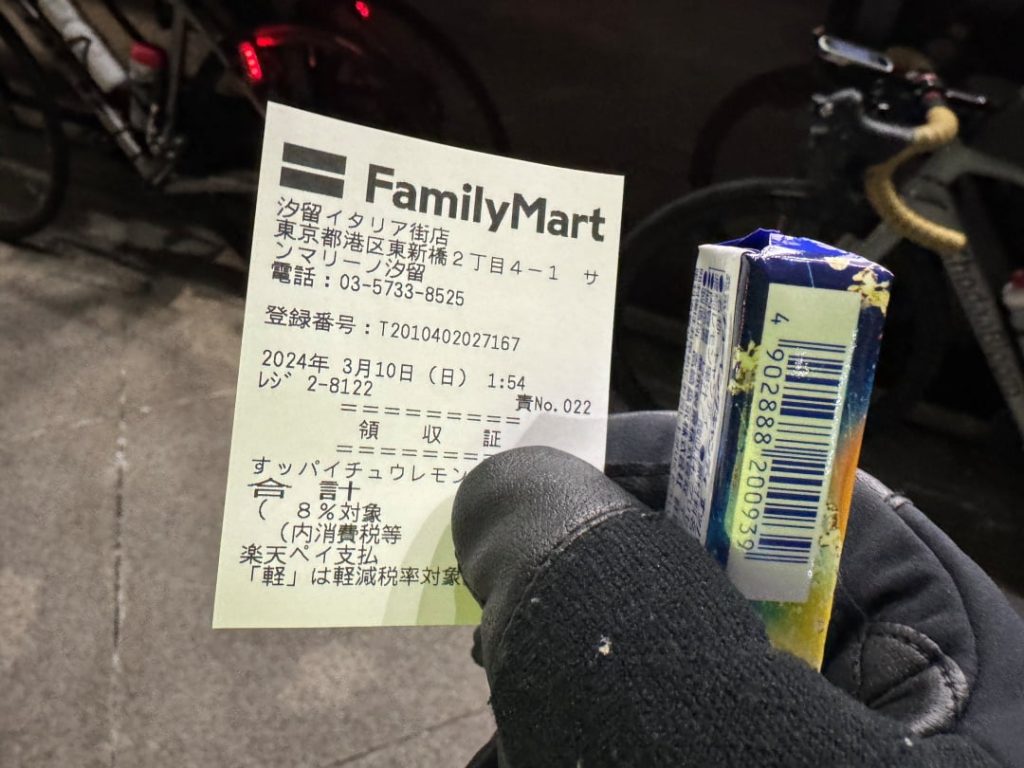 FamilyMart
汐留イタリア街店
東京都港区東新橋2丁目4-1 サ
ンマリーノ汐留
電話:03-5733-8525
登録番号:T2010402027167
2024年 3月10日(日) 1:54
レジ 2-8122 責No.022
==========
領 収 証
==========
すッパイチュウレモン
合 計
( 8%対象
(内消費税等
楽天ペイ支払
「軽」は軽減税率対象
4 902888 200939